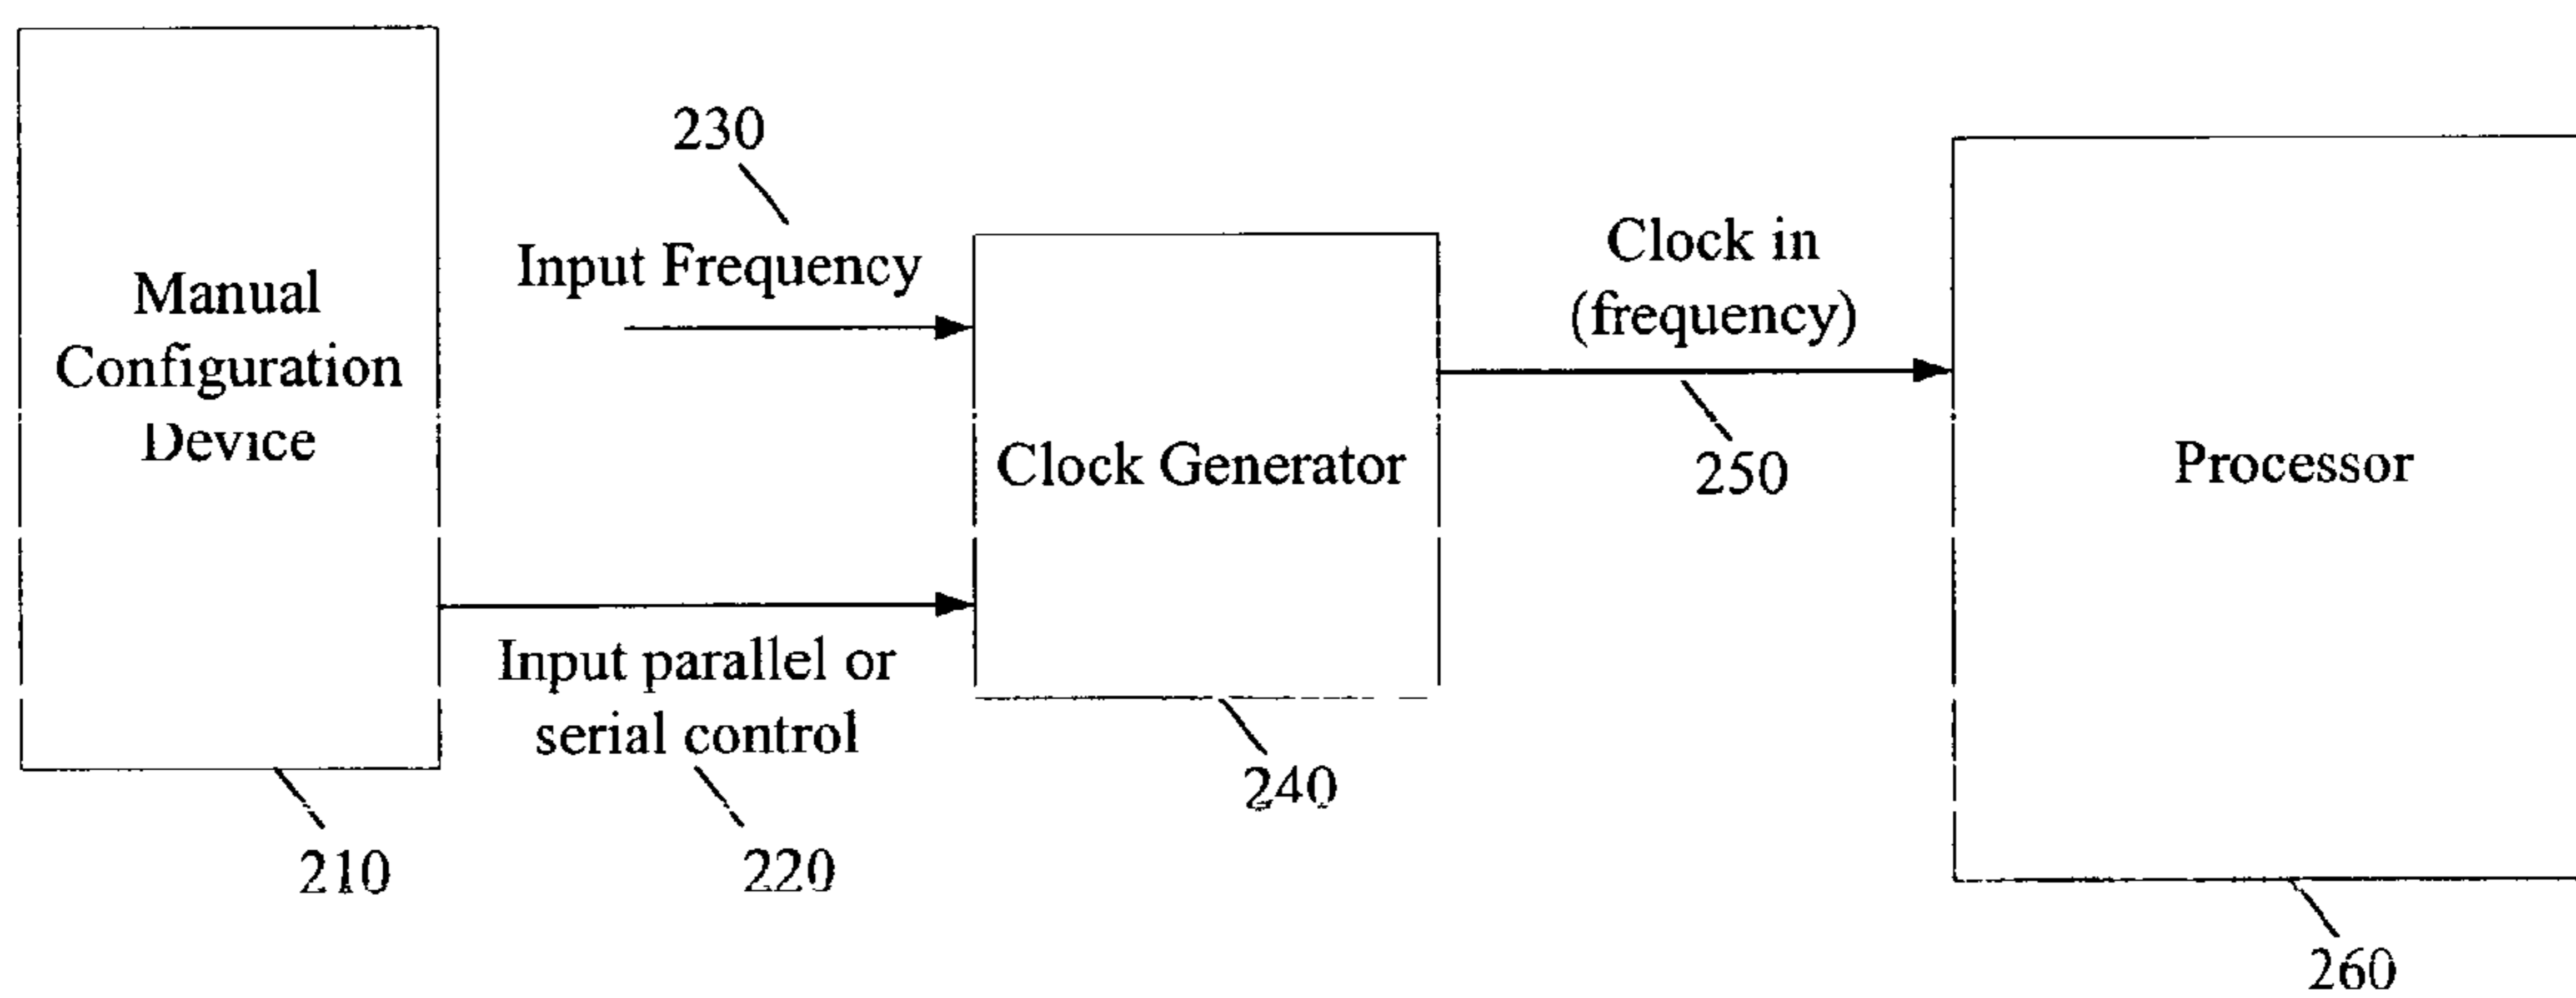 Manual
Configuration
Device
210
230
Input Frequency
Input parallel or
serial control
220
Clock Generator
240
Clock in
(frequency)
250
Processor
260